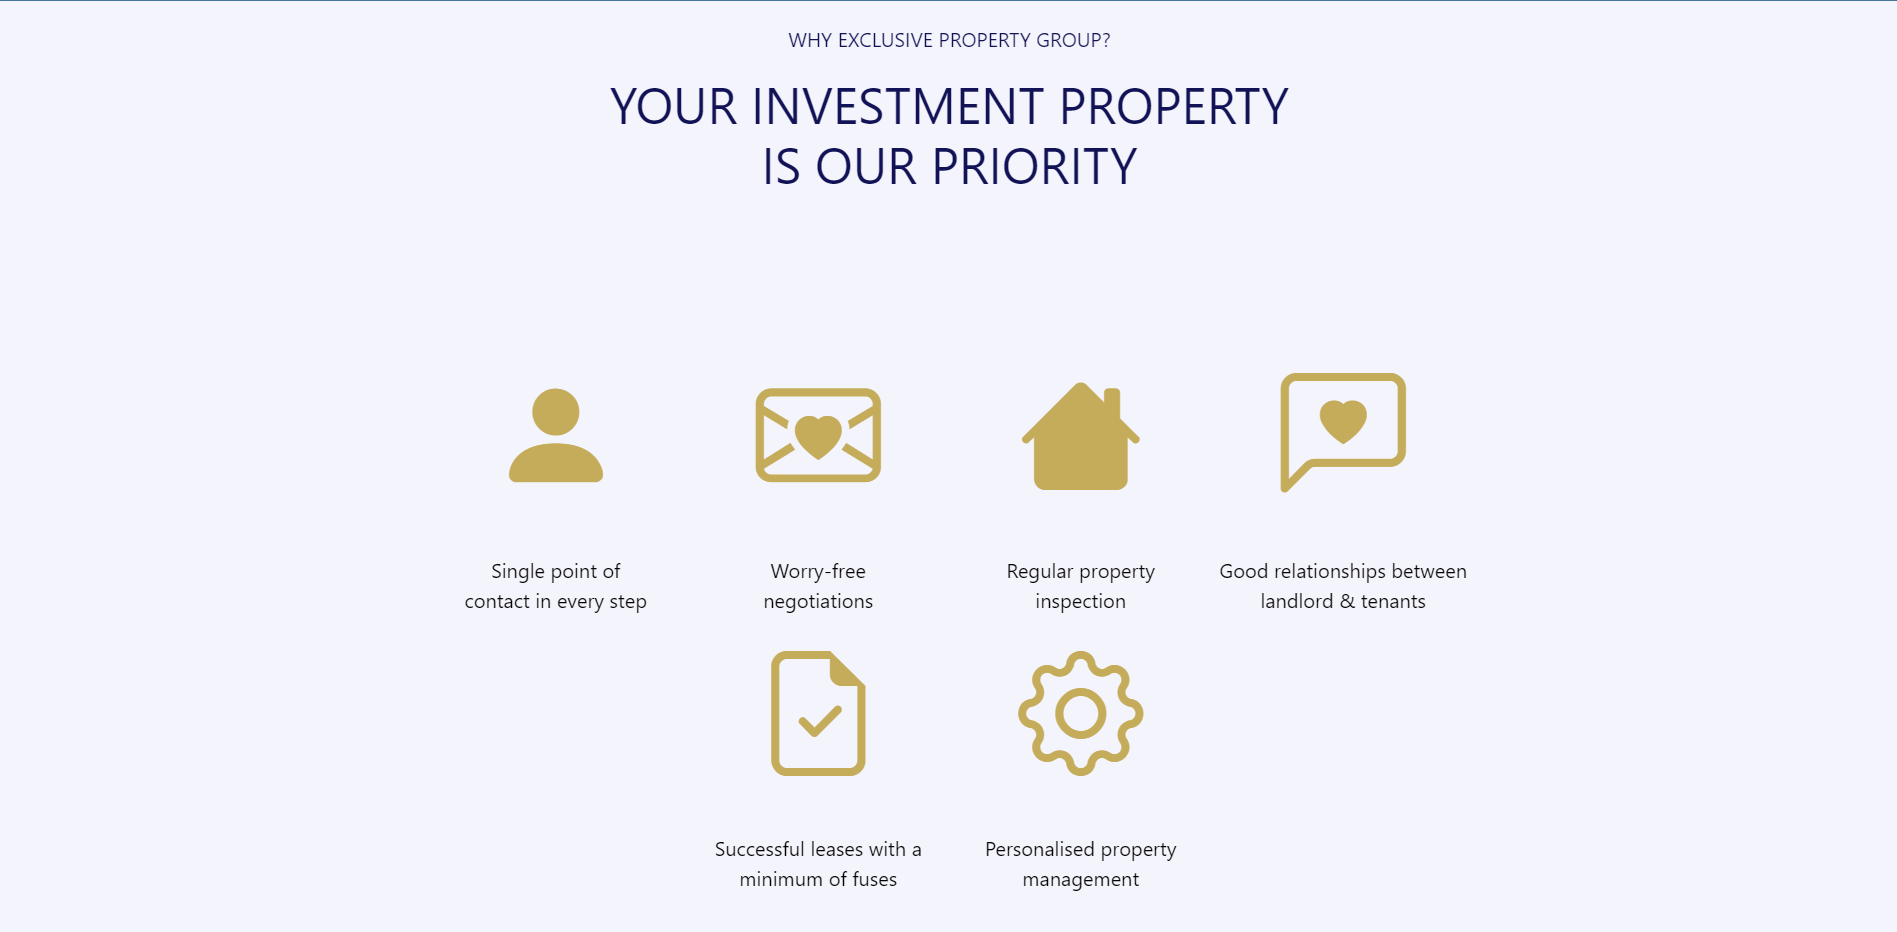 WHY EXCLUSIVE PROPERTY GROUP?
YOUR INVESTMENT PROPERTY
IS OUR PRIORITY
Single point of
contact in every step
Worry-free
negotiations
Regular property
inspection
Good relationships between
landlord & tenants
Successful leases with a
minimum of fuses
Personalised property
management